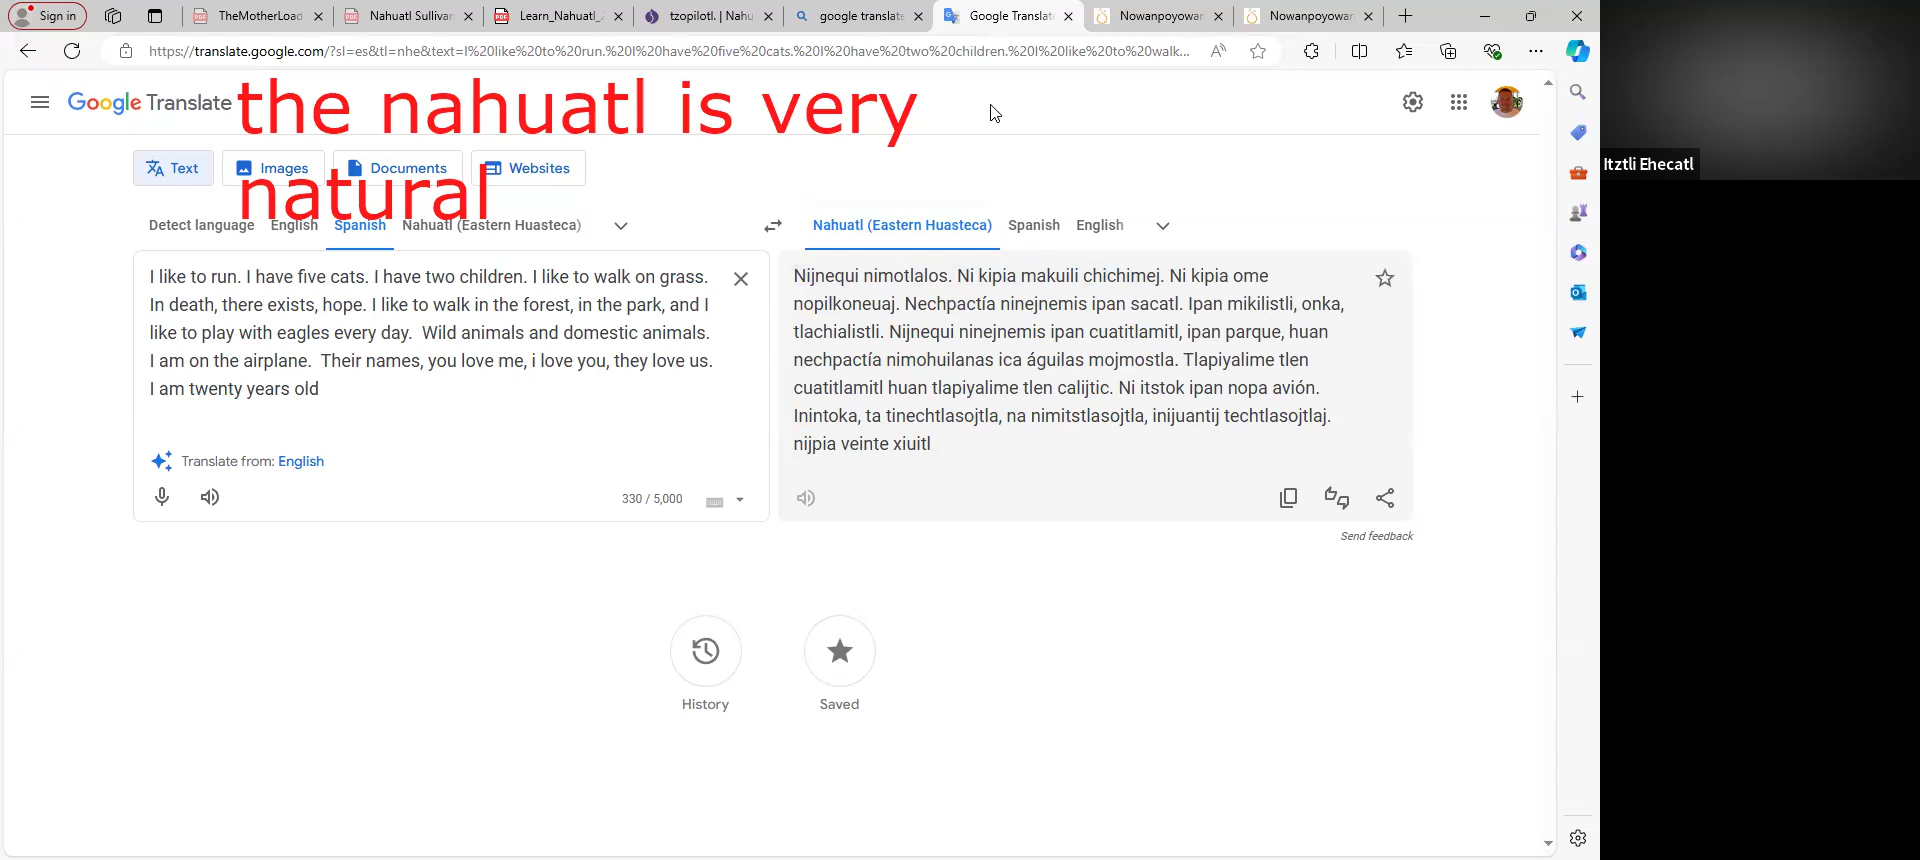 Sign in
TheMotherLoad
Nahuatl Sullivan
Learn_Nahuatl_
tzopilotl. | Nahu
google translate
Google Translate
Nowanpoyowan
Nowanpoyowan
https://translate.google.com/?sl=es&tl=nhe&text=I%20like%20to%20run.%20I%20have%20five%20cats.%20I%20have%20two%20children.%20I%20like%20to%20walk...
Google Translate
the nahuatl is very
natural
Text
Images
Documents
Websites
Detect language
English
Spanish
Nahuatl (Eastern Huasteca)
Nahuatl (Eastern Huasteca)
Spanish
English
I like to run. I have five cats. I have two children. I like to walk on grass.
In death, there exists, hope. I like to walk in the forest, in the park, and I
like to play with eagles every day.  Wild animals and domestic animals.
I am on the airplane.  Their names, you love me, i love you, they love us.
I am twenty years old
Translate from: English
330 / 5,000
Nijnequi nimotlalos. Ni kipia makuili chichimej. Ni kipia ome
nopilkoneuaj. Nechpactía ninejnemis ipan sacatl. Ipan mikilistli, onka,
tlachialistli. Nijnequi ninejnemis ipan cuatitlamitl, ipan parque, huan
nechpactía nimohuilanas ica águilas mojmostla. Tlapiyalime tlen
cuatitlamitl huan tlapiyalime tlen calijtic. Ni itstok ipan nopa avión.
Inintoka, ta tinechtlasojtla, na nimitstlasojtla, inijuantij techtlasojtlaj.
nijpia veinte xiuitl
Send feedback
History
Saved
Itztli Ehecatl